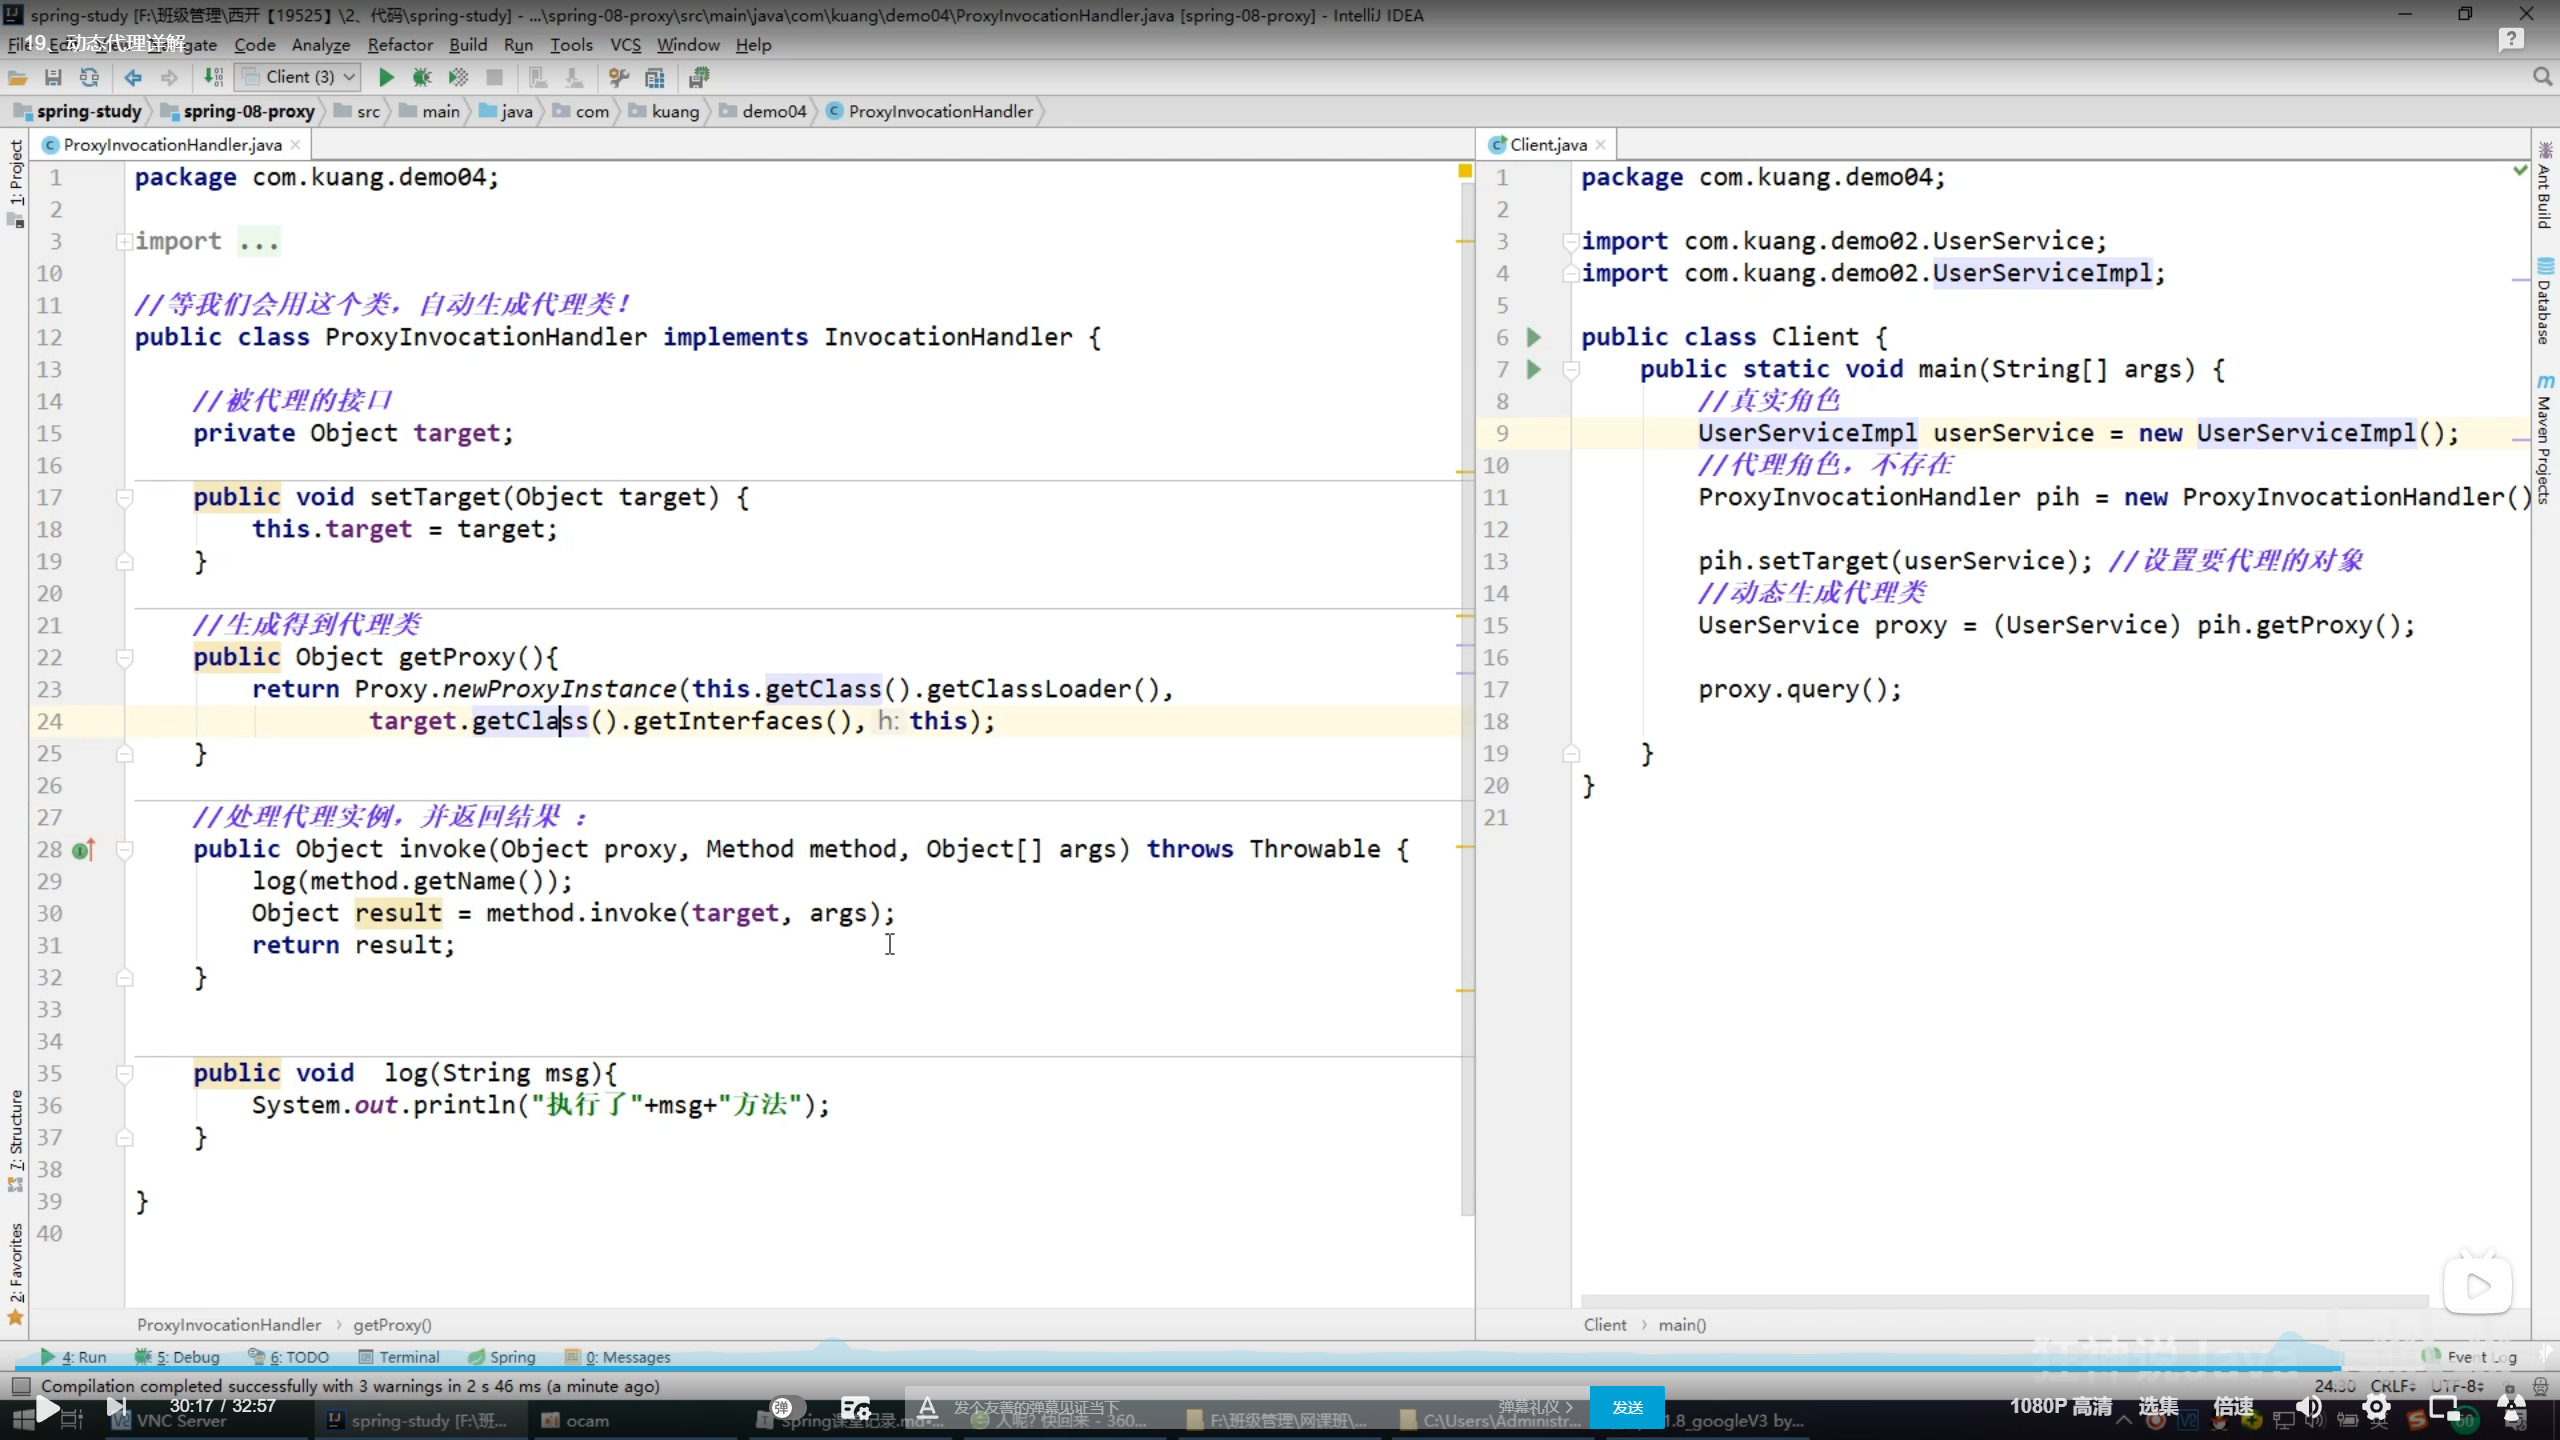 spring-study [F:\班级管理\西开【19525】\2、代码\spring-study] - ...\spring-08-proxy\src\main\java\com\kuang\demo04\ProxyInvocationHandler.java [spring-08-proxy] - IntelliJ IDEA
19、动态代理详解
File Code Analyze Refactor Build Run Tools VCS Window Help
Client (3)
spring-study spring-08-proxy src main java com kuang demo04 ProxyInvocationHandler
1: Project
7: Structure
2: Favorites
ProxyInvocationHandler.java
1 package com.kuang.demo04;
2
3 import ...
10
11 //等我们会用这个类，自动生成代理类！
12 public class ProxyInvocationHandler implements InvocationHandler {
13
14 //被代理的接口
15 private Object target;
16
17 public void setTarget(Object target) {
18 this.target = target;
19 }
20
21 //生成得到代理类
22 public Object getProxy(){
23 return Proxy.newProxyInstance(this.getClass().getClassLoader(),
24 target.getClass().getInterfaces(), h: this);
25 }
26
27 //处理代理实例，并返回结果 :
28 public Object invoke(Object proxy, Method method, Object[] args) throws Throwable {
29 log(method.getName());
30 Object result = method.invoke(target, args);
31 return result;
32 }
33
34
35 public void  log(String msg){
36 System.out.println("执行了"+msg+"方法");
37 }
38
39 }
40
ProxyInvocationHandler › getProxy()
Client.java
1 package com.kuang.demo04;
2
3 import com.kuang.demo02.UserService;
4 import com.kuang.demo02.UserServiceImpl;
5
6 public class Client {
7 public static void main(String[] args) {
8 //真实角色
9 UserServiceImpl userService = new UserServiceImpl();
10 //代理角色，不存在
11 ProxyInvocationHandler pih = new ProxyInvocationHandler()
12
13 pih.setTarget(userService); //设置要代理的对象
14 //动态生成代理类
15 UserService proxy = (UserService) pih.getProxy();
16
17 proxy.query();
18
19 }
20 }
21
Client › main()
Ant Build
Database
Maven Projects
4: Run 5: Debug 6: TODO Terminal Spring 0: Messages Event Log
狂神说Java
Compilation completed successfully with 3 warnings in 2 s 46 ms (a minute ago) 24:30 CRLF UTF-8
30:17 / 32:57 弹 发个友善的弹幕见证当下 弹幕礼仪 › 发送 1080P 高清 选集 倍速
VNC Server spring-study [F:\班... ocam Spring课堂记录.md-... 人呢？快回来 - 360... F:\班级管理\网课班\... C:\Users\Administr... 1.8_googleV3 by... 英